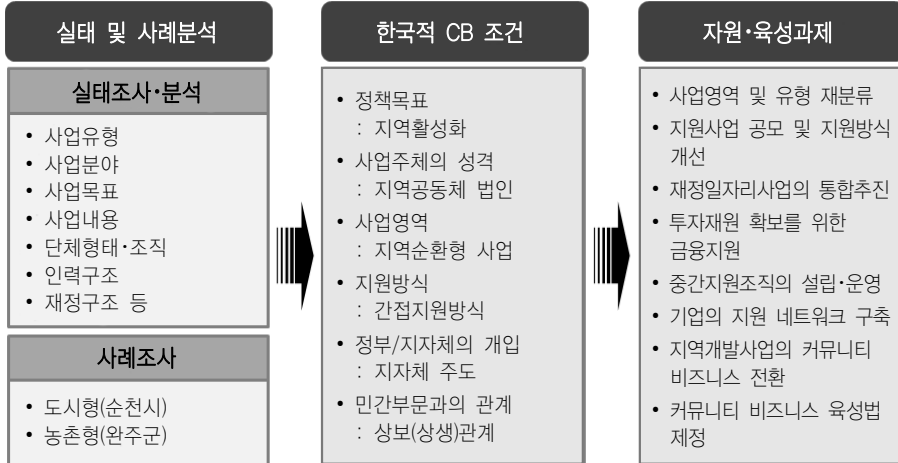 실태 및 사례분석
실태조사·분석
• 사업유형
• 사업분야
• 사업목표
• 사업내용
• 단체형태·조직
• 인력구조
• 재정구조 등
사례조사
• 도시형(순천시)
• 농촌형(완주군)
한국적 CB 조건
• 정책목표
: 지역활성화
• 사업주체의 성격
: 지역공동체 법인
• 사업영역
: 지역순환형 사업
• 지원방식
: 간접지원방식
• 정부/지자체의 개입
: 지자체 주도
• 민간부문과의 관계
: 상보(상생)관계
자원·육성과제
• 사업영역 및 유형 재분류
• 지원사업 공모 및 지원방식
개선
• 재정일자리사업의 통합추진
• 투자재원 확보를 위한
금융지원
• 중간지원조직의 설립·운영
• 기업의 지원 네트워크 구축
• 지역개발사업의 커뮤니티
비즈니스 전환
• 커뮤니티 비즈니스 육성법
제정